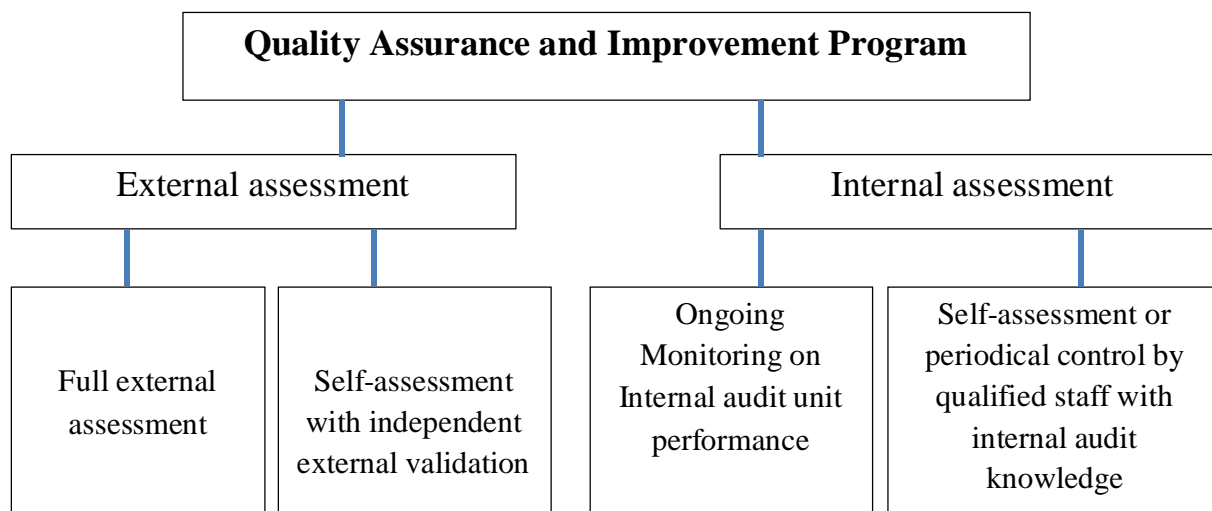 Quality Assurance and Improvement Program
External assessment
Internal assessment
Full external
assessment
Self-assessment
with independent
external validation
Ongoing
Monitoring on
Internal audit unit
performance
Self-assessment or
periodical control by
qualified staff with
internal audit
knowledge